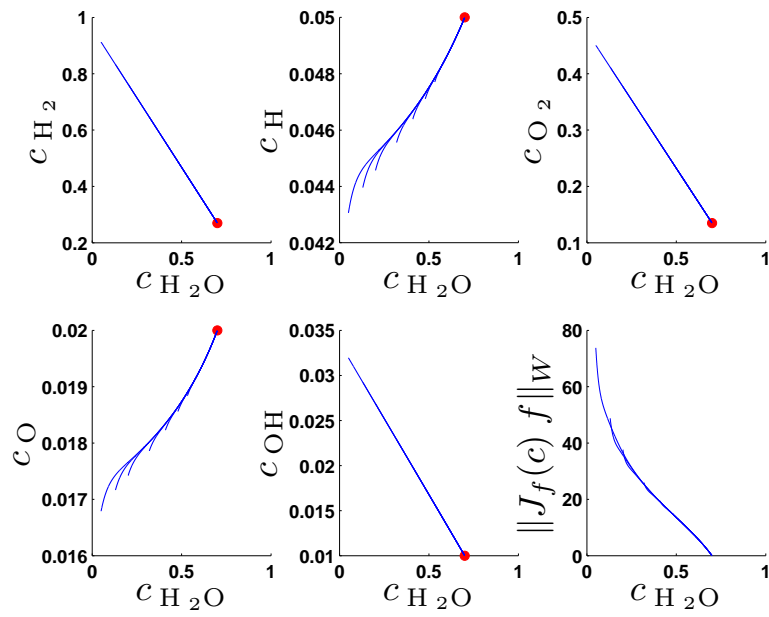 1
0.8
0.6
0.4
0.2
0 0.5 1
c H 2
c H 2O
0.05
0.048
0.046
0.044
0.042
0 0.5 1
c H
c H 2O
0.5
0.4
0.3
0.2
0.1
0 0.5 1
c O 2
c H 2O
0.02
0.019
0.018
0.017
0.016
0 0.5 1
c O
c H 2O
0.035
0.03
0.025
0.02
0.015
0.01
0 0.5 1
c OH
c H 2O
80
60
40
20
0
0 0.5 1
‖J_f(c) f‖_W
c H 2O